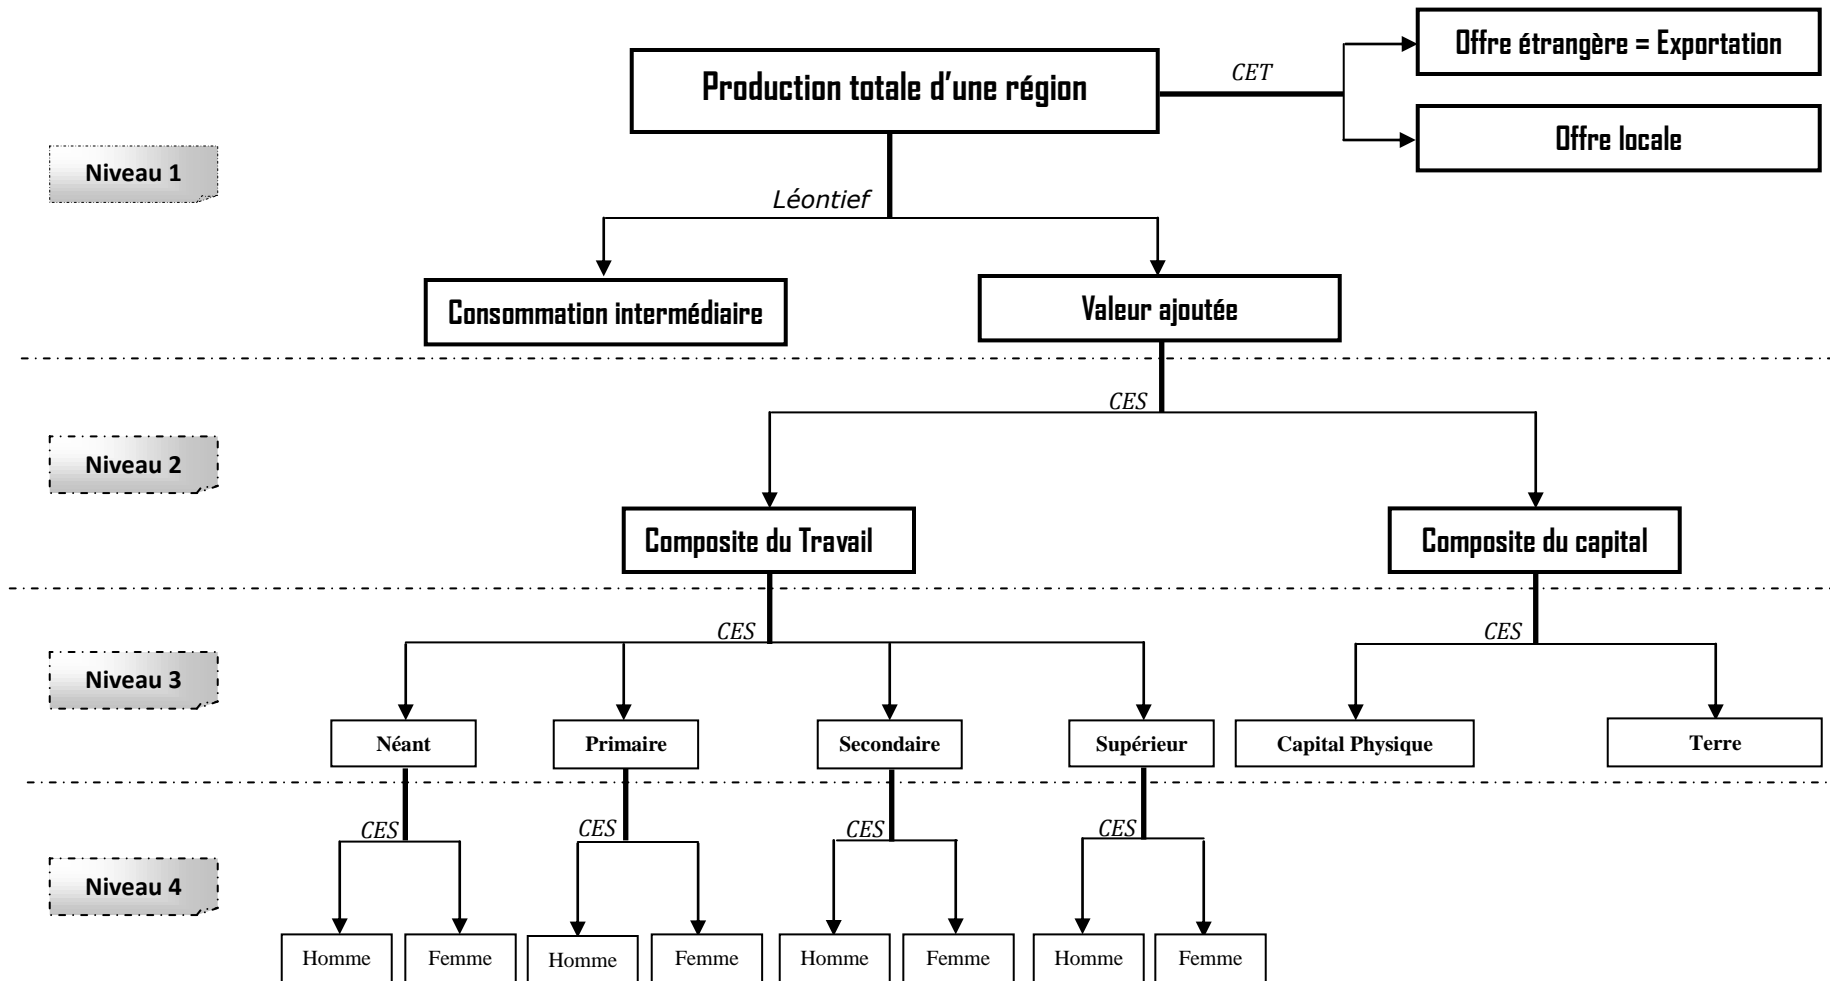 Offre étrangère = Exportation
CET
Production totale d'une région
Offre locale
Niveau 1
Léontief
Consommation intermédiaire
Valeur ajoutée
CES
Niveau 2
Composite du Travail
Composite du capital
CES
CES
Niveau 3
Néant
Primaire
Secondaire
Supérieur
Capital Physique
Terre
CES
CES
CES
CES
Niveau 4
Homme
Femme
Homme
Femme
Homme
Femme
Homme
Femme